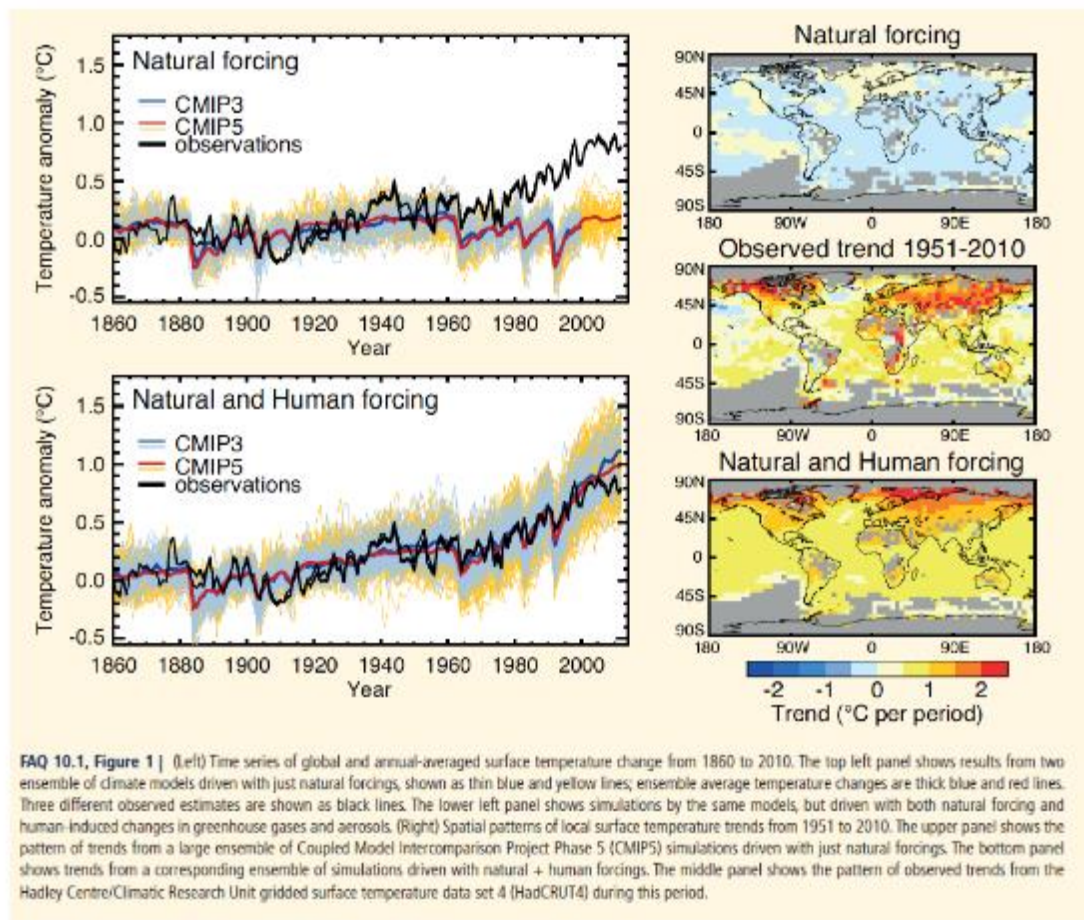 Natural forcing
CMIP3
CMIP5
observations
Temperature anomaly (°C)
1.5
1.0
0.5
0.0
-0.5
1860 1880 1900 1920 1940 1960 1980 2000
Year
Natural and Human forcing
CMIP3
CMIP5
observations
Temperature anomaly (°C)
1.5
1.0
0.5
0.0
-0.5
1860 1880 1900 1920 1940 1960 1980 2000
Year
Natural forcing
90N
45N
0
45S
90S
180 90W 0 90E 180
Observed trend 1951-2010
90N
45N
0
45S
90S
180 90W 0 90E 180
Natural and Human forcing
90N
45N
0
45S
90S
180 90W 0 90E 180
-2 -1 0 1 2
Trend (°C per period)
FAQ 10.1, Figure 1 | (Left) Time series of global and annual-averaged surface temperature change from 1860 to 2010. The top left panel shows results from two
ensemble of climate models driven with just natural forcings, shown as thin blue and yellow lines; ensemble average temperature changes are thick blue and red lines.
Three different observed estimates are shown as black lines. The lower left panel shows simulations by the same models, but driven with both natural forcing and
human-induced changes in greenhouse gases and aerosols. (Right) Spatial patterns of local surface temperature trends from 1951 to 2010. The upper panel shows the
pattern of trends from a large ensemble of Coupled Model Intercomparison Project Phase 5 (CMIP5) simulations driven with just natural forcings. The bottom panel
shows trends from a corresponding ensemble of simulations driven with natural + human forcings. The middle panel shows the pattern of observed trends from the
Hadley Centre/Climatic Research Unit gridded surface temperature data set 4 (HadCRUT4) during this period.